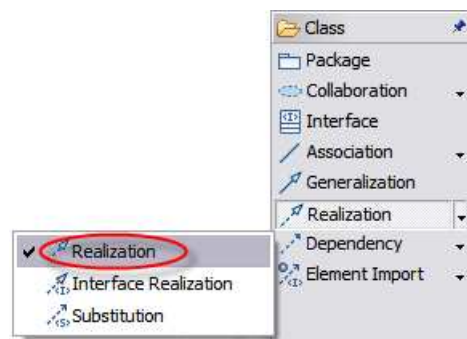 Class
Package
Collaboration
Interface
Association
Generalization
Realization
Dependency
Element Import
Realization
Interface Realization
Substitution